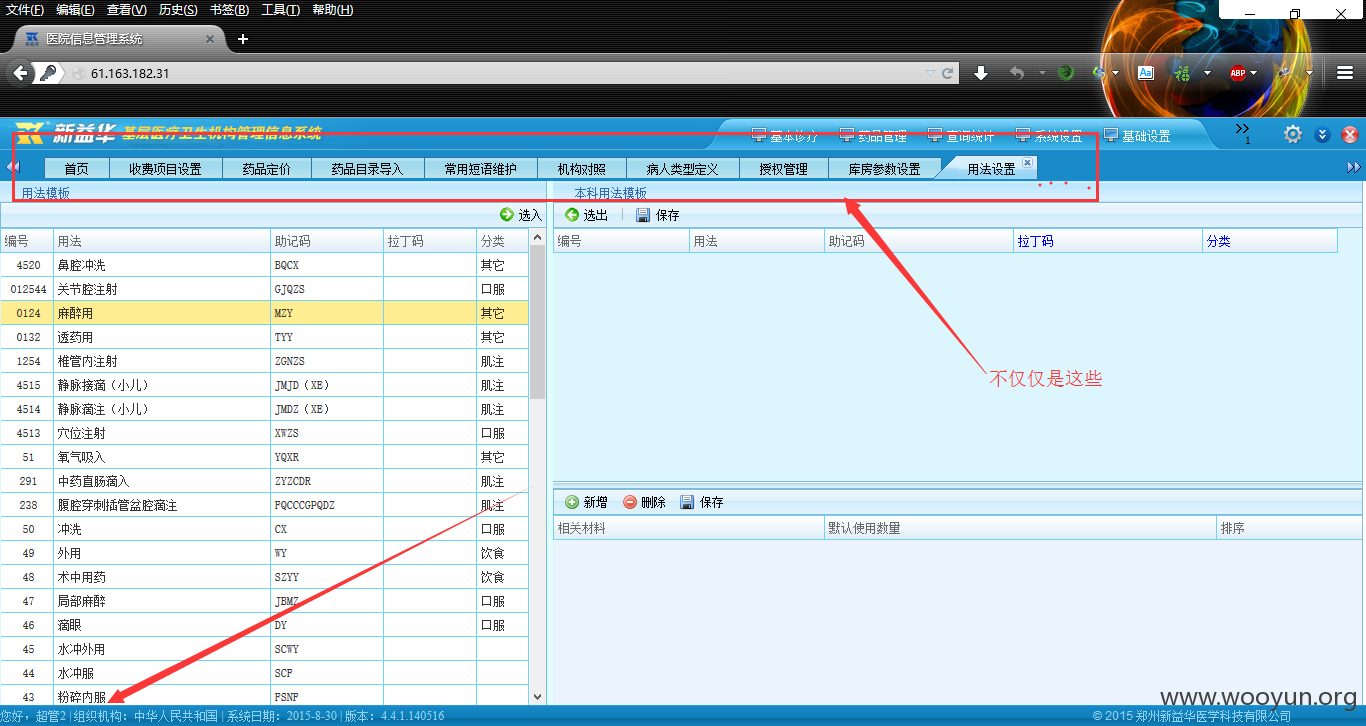 文件(F) 编辑(E) 查看(V) 历史(S) 书签(B) 工具(T) 帮助(H)
医院信息管理系统
61.163.182.31
新益华 基层医疗卫生机构管理信息系统
基本诊疗 药品管理 查询统计 系统设置 基础设置 1
首页 收费项目设置 药品定价 药品目录导入 常用短语维护 机构对照 病人类型定义 授权管理 库房参数设置 用法设置
用法模板 本科用法模板
选入 选出 保存
编号 用法 助记码 拉丁码 分类 编号 用法 助记码 拉丁码 分类
4520 鼻腔冲洗 BQCX 其它
012544 关节腔注射 GJQZS 口服
0124 麻醉用 MZY 其它
0132 透药用 TYY 其它
1254 椎管内注射 ZGNZS 肌注
4515 静脉接滴（小儿） JMJD（XE） 肌注
4514 静脉滴注（小儿） JMDZ（XE） 肌注
4513 穴位注射 XWZS 口服
51 氧气吸入 YQXR 其它
291 中药直肠滴入 ZYZCDR 肌注
238 腹腔穿刺插管盆腔滴注 FQCCCGPQDZ 肌注
50 冲洗 CX 口服
49 外用 WY 饮食
48 术中用药 SZYY 饮食
47 局部麻醉 JBMZ 口服
46 滴眼 DY 口服
45 水冲外用 SCWY
44 水冲服 SCF
43 粉碎内服 FSNF
不仅仅是这些
新增 删除 保存
相关材料 默认使用数量 排序
www.wooyun.org
您好，超管2 | 组织机构：中华人民共和国 | 系统日期：2015-8-30 | 版本：4.4.1.140516
© 2015 郑州新益华医学科技有限公司